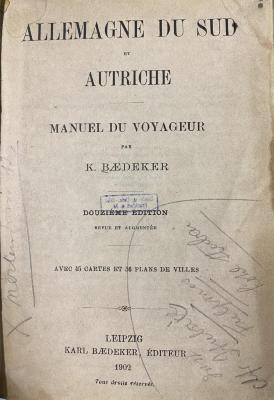 ALLEMAGNE DU SUD
ET
AUTRICHE
MANUEL DU VOYAGEUR
PAR
K. BÆDEKER
DOUZIÈME ÉDITION
REVUE ET AUGMENTÉE
AVEC 45 CARTES ET 36 PLANS DE VILLES
LEIPZIG
KARL BÆDEKER, ÉDITEUR
1902
Tous droits réservés.